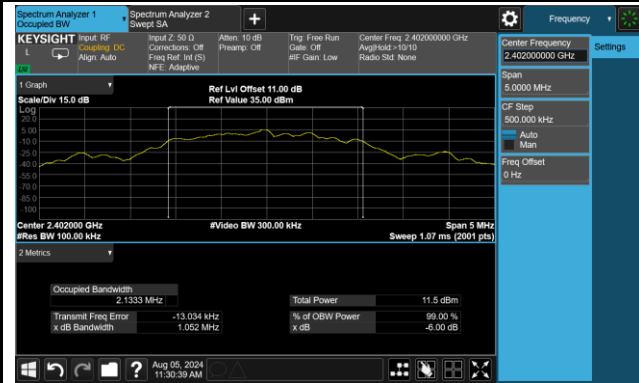 Spectrum Analyzer 1
Occupied BW
Spectrum Analyzer 2
Swept SA
Frequency
KEYSIGHT
L
Input: RF
Coupling: DC
Align: Auto
Input Z: 50 Ω
Corrections: Off
Freq Ref: Int (S)
NFE: Adaptive
Atten: 10 dB
Preamp: Off
Trig: Free Run
Gate: Off
#IF Gain: Low
Center Freq: 2.402000000 GHz
Avg|Hold:>10/10
Radio Std: None
Center Frequency
2.402000000 GHz
Settings
Span
5.0000 MHz
CF Step
500.000 kHz
Auto
Man
Freq Offset
0 Hz
1 Graph
Scale/Div 15.0 dB
Ref Lvl Offset 11.00 dB
Ref Value 35.00 dBm
Log
20.0
5.00
-10.0
-25.0
-40.0
-55.0
-70.0
-85.0
-100
Center 2.402000 GHz
#Video BW 300.00 kHz
Span 5 MHz
#Res BW 100.00 kHz
Sweep 1.07 ms (2001 pts)
2 Metrics
Occupied Bandwidth
2.1333 MHz
Total Power
11.5 dBm
Transmit Freq Error
-13.034 kHz
% of OBW Power
99.00 %
x dB Bandwidth
1.052 MHz
x dB
-6.00 dB
Aug 05, 2024
11:30:39 AM